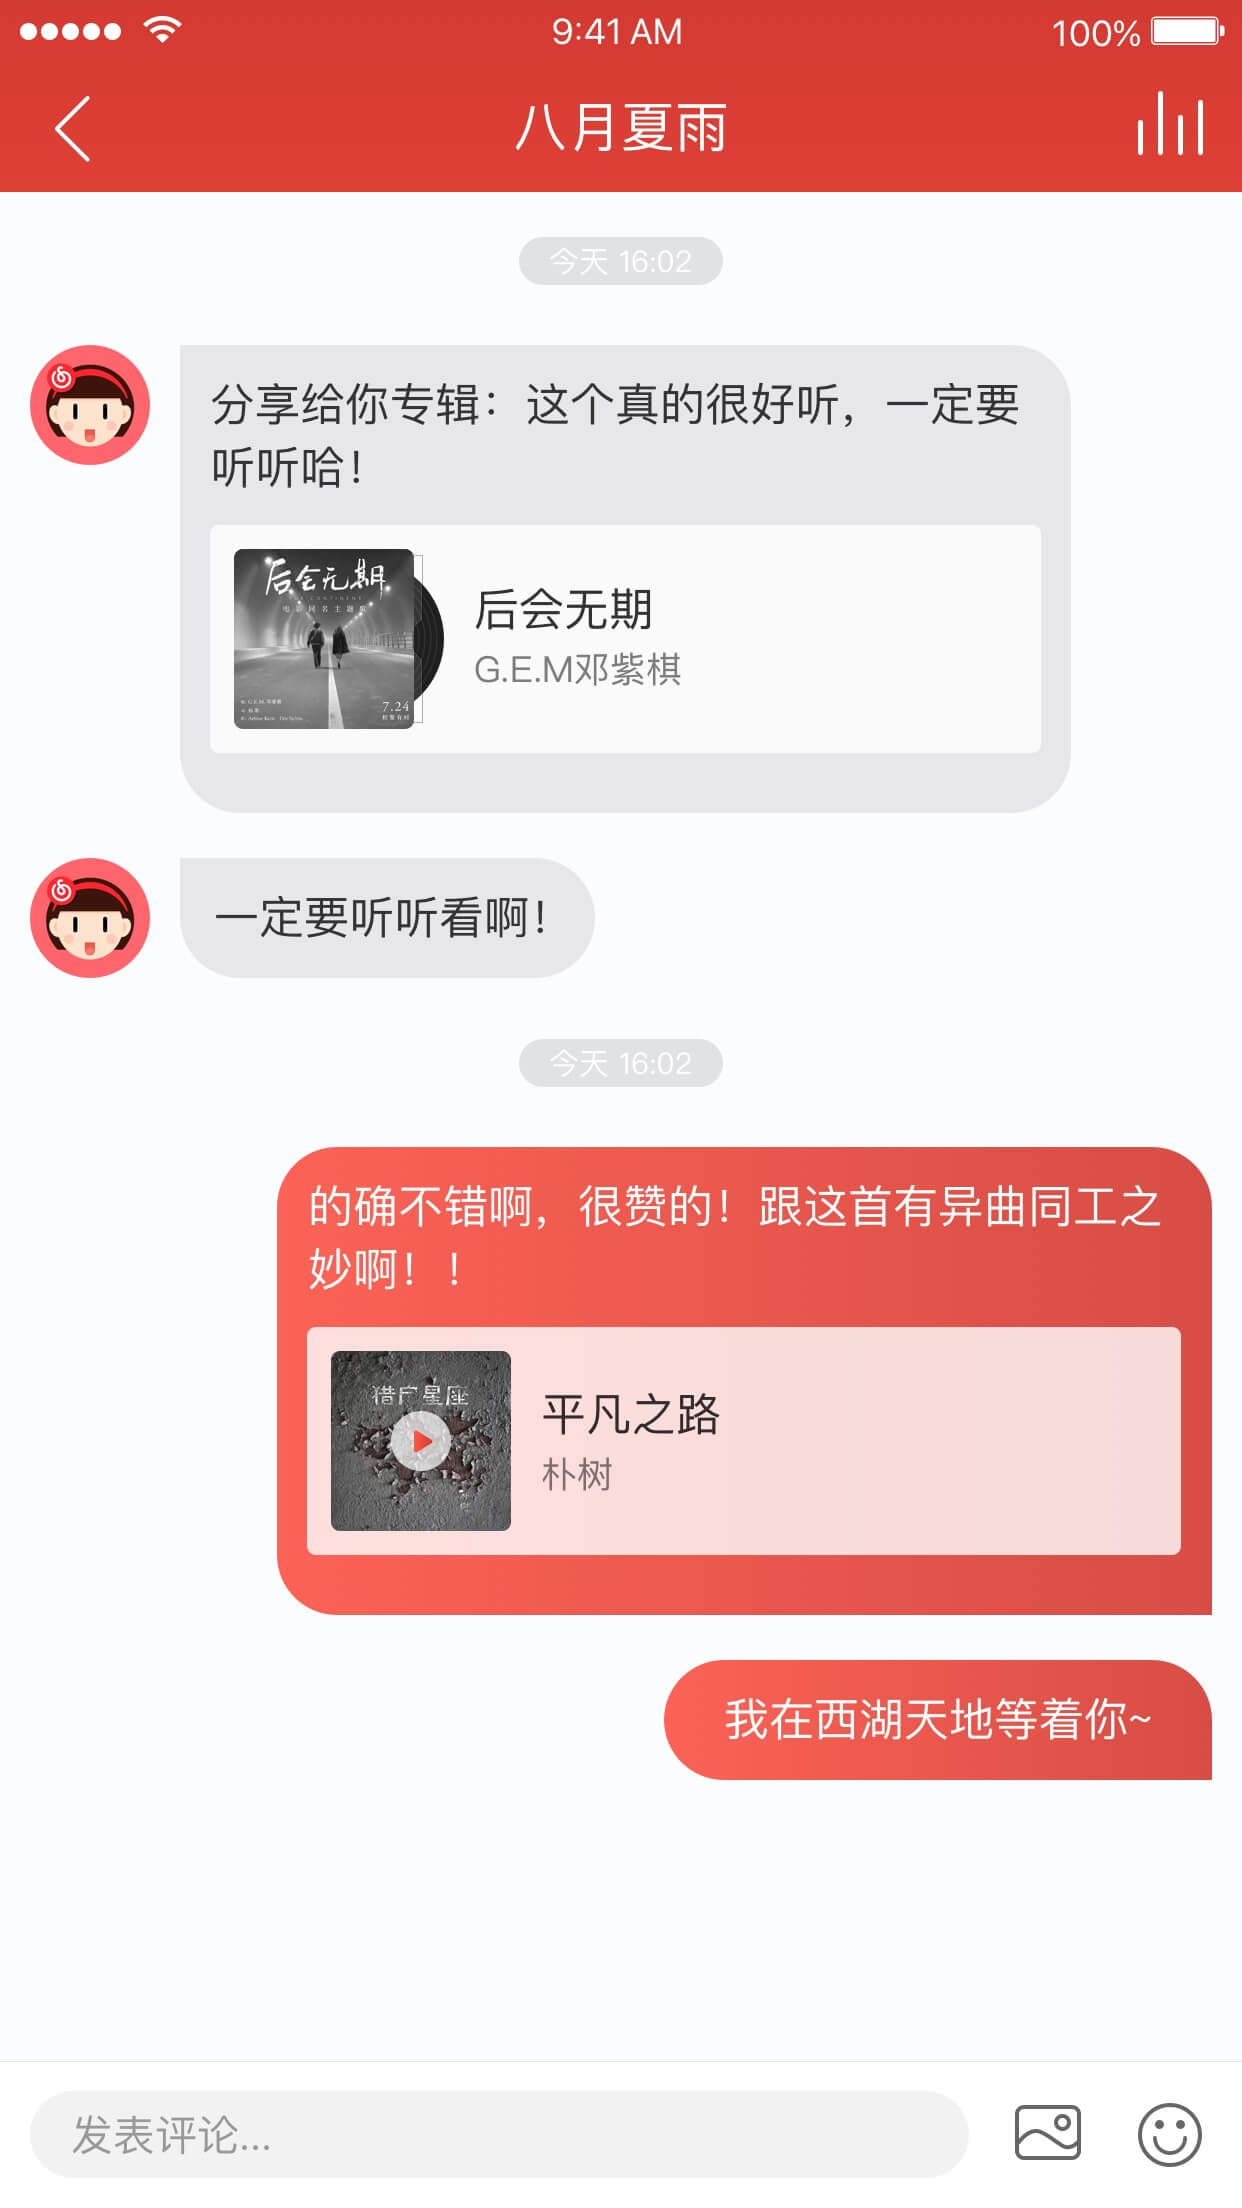 9:41 AM
100%
八月夏雨
今天 16:02
分享给你专辑：这个真的很好听，一定要
听听哈！
后会无期
电影同名主题歌
7.24
后会无期
G.E.M邓紫棋
一定要听听看啊！
今天 16:02
的确不错啊，很赞的！跟这首有异曲同工之
妙啊！！
猎户星座
平凡之路
朴树
我在西湖天地等着你~
发表评论...